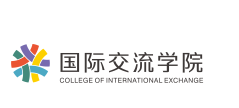 国际交流学院
COLLEGE OF INTERNATIONAL EXCHANGE